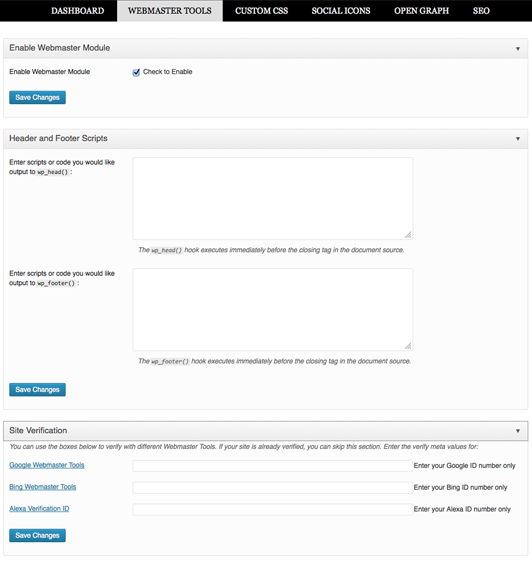 DASHBOARD WEBMASTER TOOLS CUSTOM CSS SOCIAL ICONS OPEN GRAPH SEO
Enable Webmaster Module
Enable Webmaster Module Check to Enable
Save Changes
Header and Footer Scripts
Enter scripts or code you would like
output to wp_head() :
The wp_head() hook executes immediately before the closing tag in the document source.
Enter scripts or code you would like
output to wp_footer() :
The wp_footer() hook executes immediately before the closing tag in the document source.
Save Changes
Site Verification
You can use the boxes below to verify with different Webmaster Tools. If your site is already verified, you can skip this section. Enter the verify meta values for:
Google Webmaster Tools Enter your Google ID number only
Bing Webmaster Tools Enter your Bing ID number only
Alexa Verification ID Enter your Alexa ID number only
Save Changes